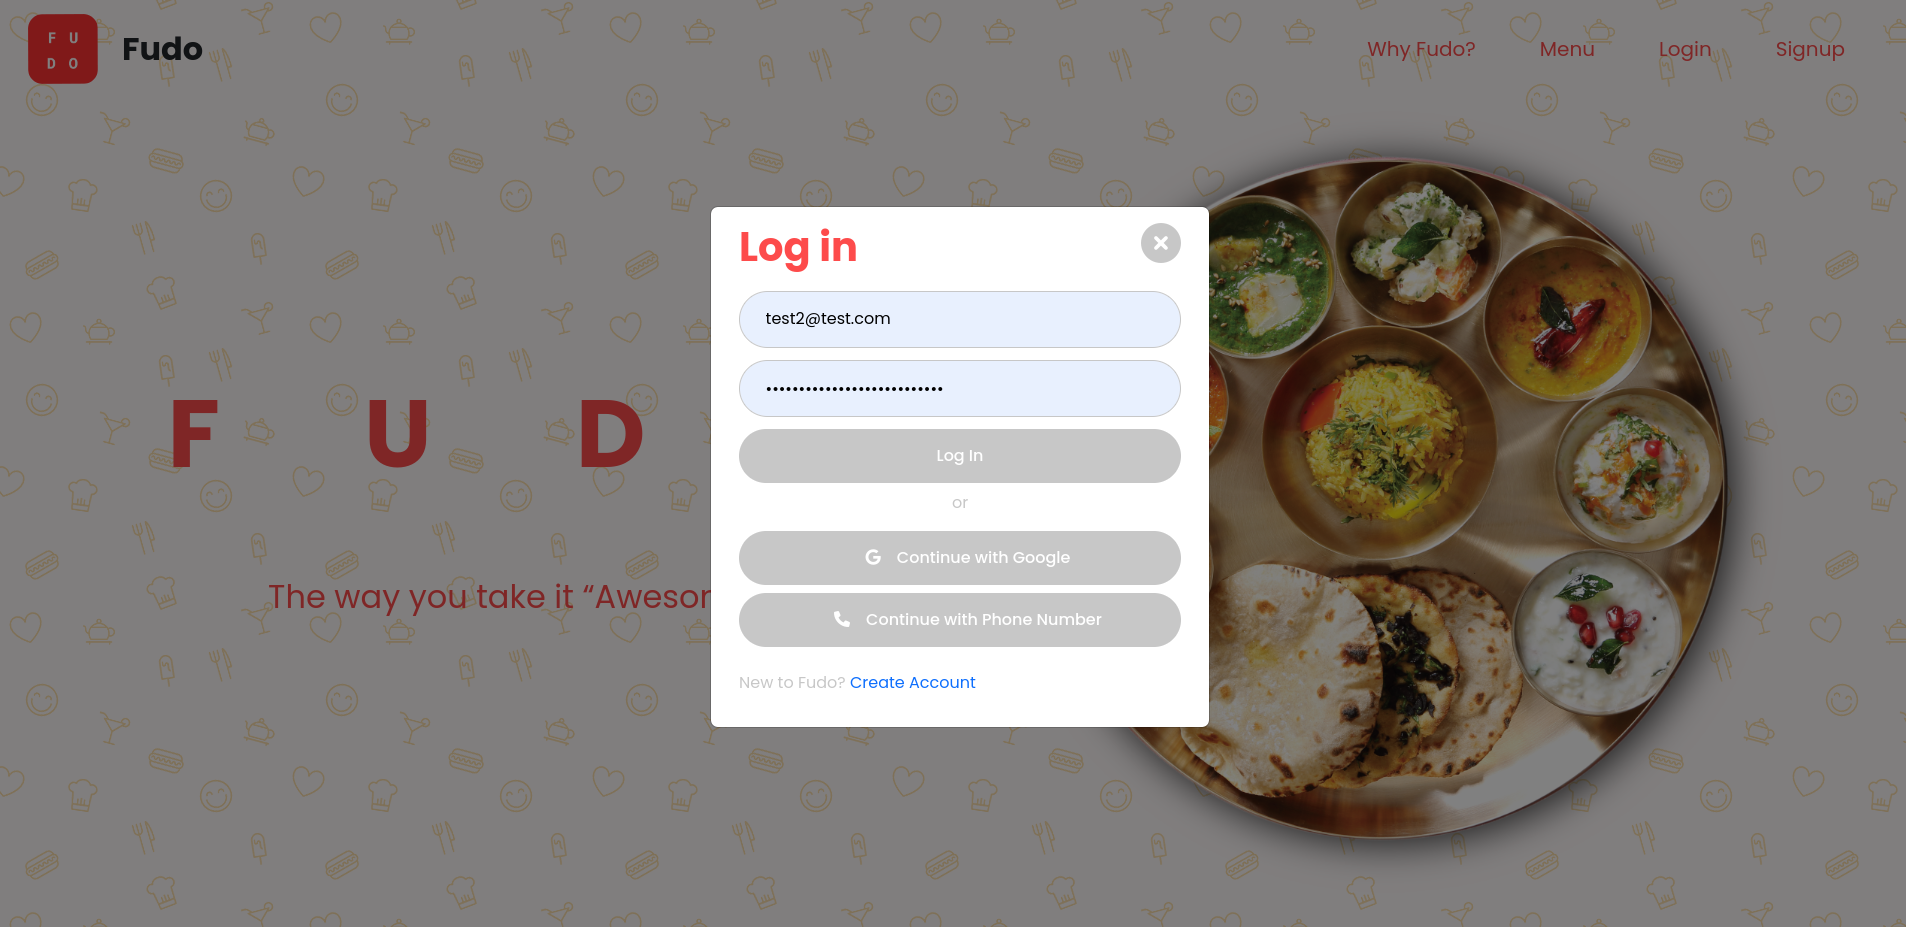 F U
D O
Fudo
Why Fudo?
Menu
Login
Signup
F U D
The way you take it “Aweso
Log in
test2@test.com
Log In
or
Continue with Google
Continue with Phone Number
New to Fudo? Create Account